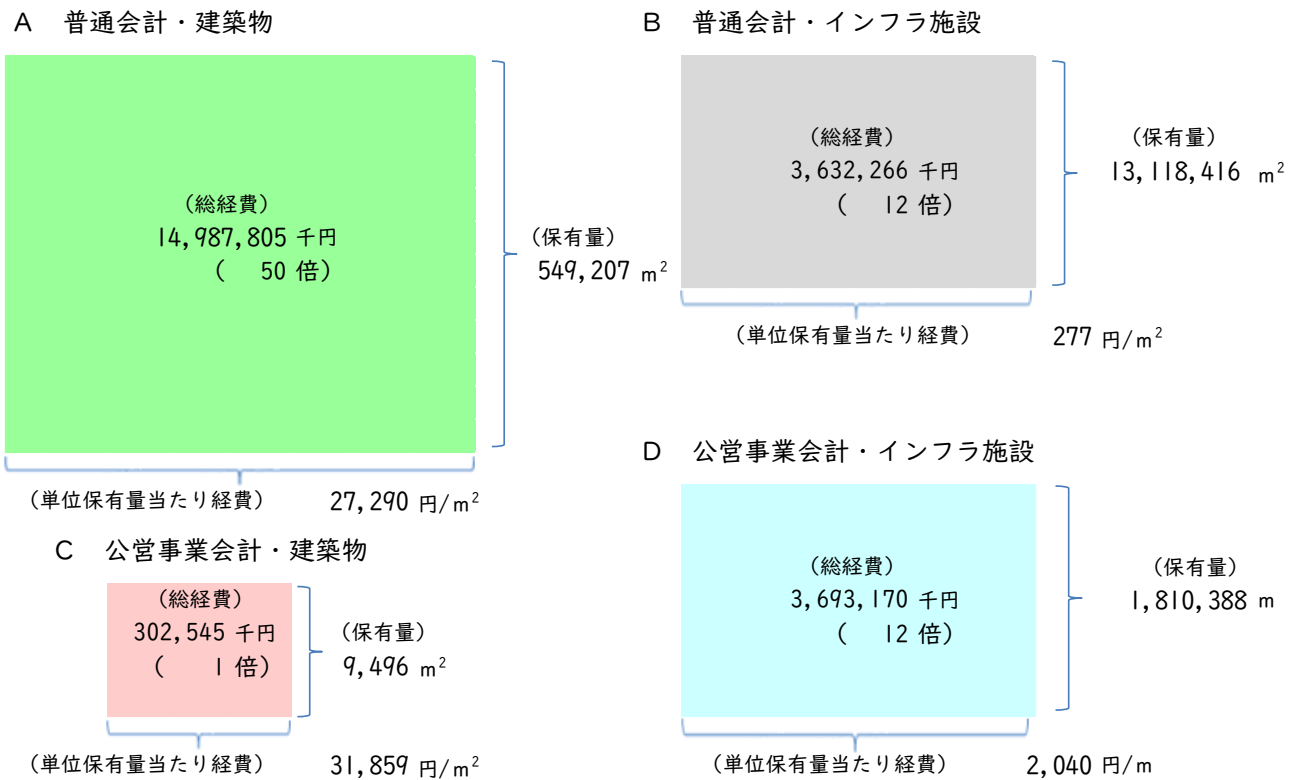 A 普通会計・建築物
(総経費)
14,987,805 千円
( 50 倍)
(保有量)
549,207 m²
(単位保有量当たり経費) 27,290 円/m²
B 普通会計・インフラ施設
(総経費)
3,632,266 千円
( 12 倍)
(保有量)
13,118,416 m²
(単位保有量当たり経費) 277 円/m²
C 公営事業会計・建築物
(総経費)
302,545 千円
( 1 倍)
(保有量)
9,496 m²
(単位保有量当たり経費) 31,859 円/m²
D 公営事業会計・インフラ施設
(総経費)
3,693,170 千円
( 12 倍)
(保有量)
1,810,388 m
(単位保有量当たり経費) 2,040 円/m